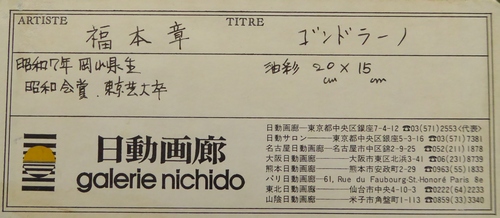 ARTISTE TITRE
福本章 ゴンドラーノ
昭和7年岡山県生 油彩 20cm × 15cm
昭和会賞.東京芸大卒
日動画廊
galerie nichido
日動画廊―東京都中央区銀座7-4-12 ☎03(571)2553<代表>
日動サロン―東京都中央区銀座5-3-16 ☎03(571)7381
名古屋日動画廊―名古屋市中区錦2-9-25 ☎052(211)1878
大阪日動画廊―大阪市東区北浜3-41 ☎06(231)8739
熊本日動画廊―熊本市安政町2-29 ☎0963(55)1833
パリ日動画廊―61, Rue du Faubourg-St.Honoré Paris 8e
東北日動画廊 仙台市中央4-10-3 ☎0222(64)2233
山陰日動画廊 米子市角盤町1-113 ☎0859(33)3340